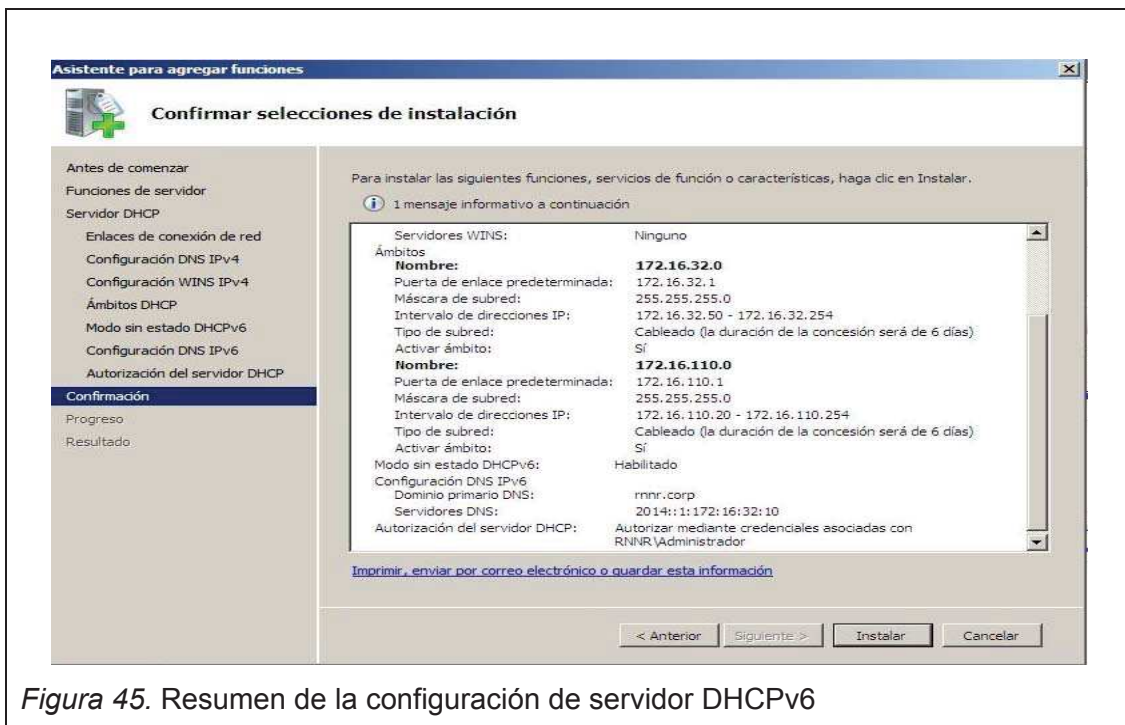 Asistente para agregar funciones
Confirmar selecciones de instalación
Antes de comenzar
Funciones de servidor
Servidor DHCP
Enlaces de conexión de red
Configuración DNS IPv4
Configuración WINS IPv4
Ámbitos DHCP
Modo sin estado DHCPv6
Configuración DNS IPv6
Autorización del servidor DHCP
Confirmación
Progreso
Resultado
Para instalar las siguientes funciones, servicios de función o características, haga clic en Instalar.
1 mensaje informativo a continuación
Servidores WINS: Ninguno
Ámbitos
Nombre: 172.16.32.0
Puerta de enlace predeterminada: 172.16.32.1
Máscara de subred: 255.255.255.0
Intervalo de direcciones IP: 172.16.32.50 - 172.16.32.254
Tipo de subred: Cableado (la duración de la concesión será de 6 días)
Activar ámbito: Sí
Nombre: 172.16.110.0
Puerta de enlace predeterminada: 172.16.110.1
Máscara de subred: 255.255.255.0
Intervalo de direcciones IP: 172.16.110.20 - 172.16.110.254
Tipo de subred: Cableado (la duración de la concesión será de 6 días)
Activar ámbito: Sí
Modo sin estado DHCPv6: Habilitado
Configuración DNS IPv6
Dominio primario DNS: rnnr.corp
Servidores DNS: 2014::1:172:16:32:10
Autorización del servidor DHCP: Autorizar mediante credenciales asociadas con
RNNR\Administrador
Imprimir, enviar por correo electrónico o guardar esta información
< Anterior Siguiente > Instalar Cancelar
Figura 45. Resumen de la configuración de servidor DHCPv6